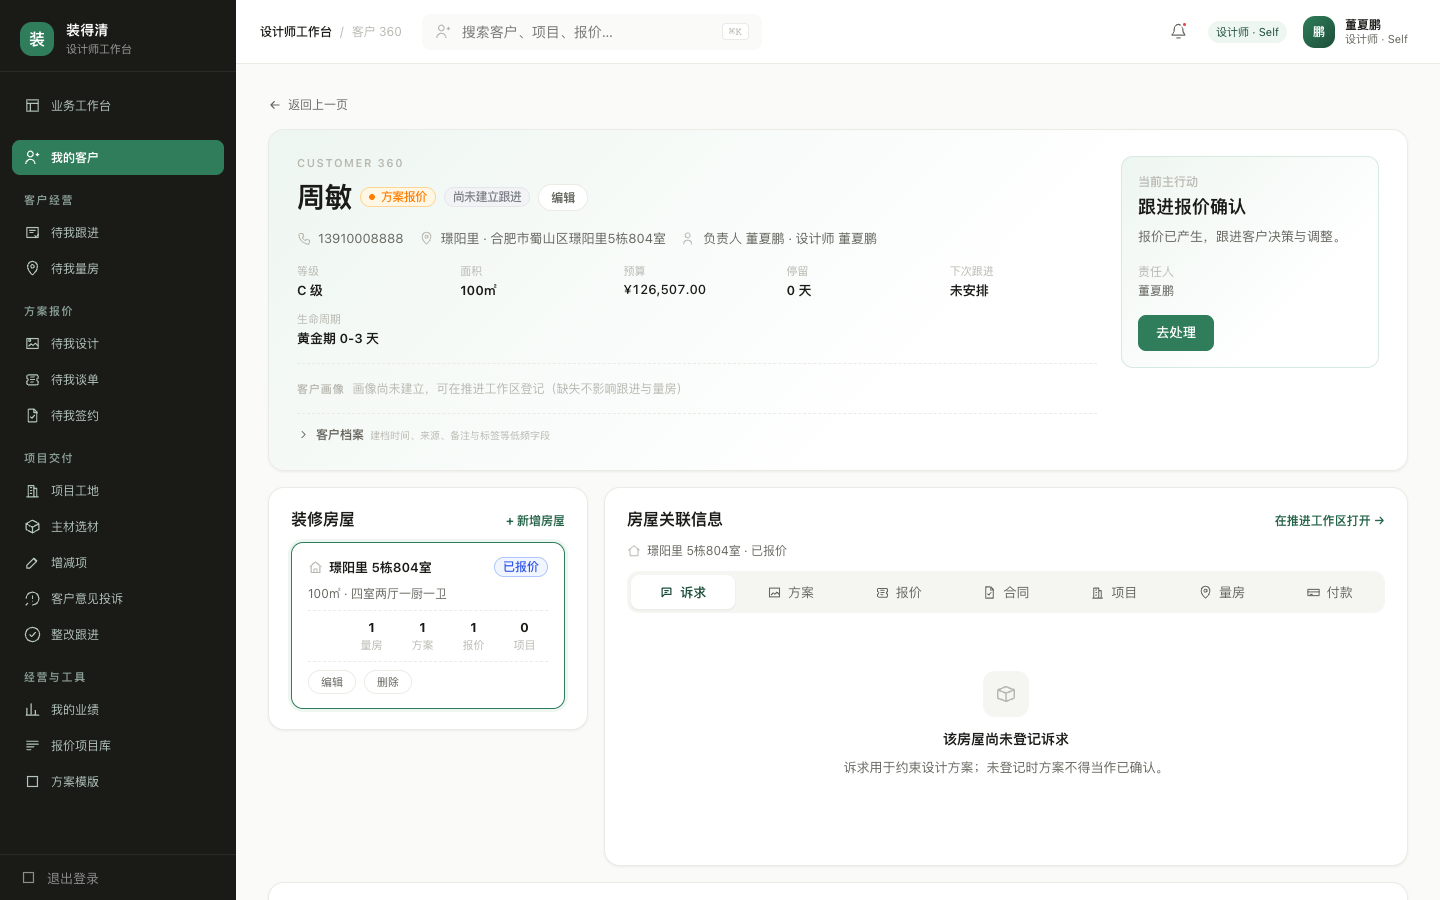 装
装得清
设计师工作台
业务工作台
我的客户
客户经营
待我跟进
待我量房
方案报价
待我设计
待我谈单
待我签约
项目交付
项目工地
主材选材
增减项
客户意见投诉
整改跟进
经营与工具
我的业绩
报价项目库
方案模版
退出登录
设计师工作台 / 客户 360
搜索客户、项目、报价...
⌘K
设计师 · Self
鹏
董夏鹏
设计师 · Self
← 返回上一页
CUSTOMER 360
周敏 方案报价 尚未建立跟进 编辑
13910008888 璟阳里 · 合肥市蜀山区璟阳里5栋804室 负责人 董夏鹏 · 设计师 董夏鹏
等级 面积 预算 停留 下次跟进
C 级 100㎡ ¥126,507.00 0 天 未安排
生命周期
黄金期 0-3 天
客户画像 画像尚未建立，可在推进工作区登记（缺失不影响跟进与量房）
客户档案 建档时间、来源、备注与标签等低频字段
当前主行动
跟进报价确认
报价已产生，跟进客户决策与调整。
责任人
董夏鹏
去处理
装修房屋 + 新增房屋
璟阳里 5栋804室 已报价
100㎡ · 四室两厅一厨一卫
1 1 1 0
量房 方案 报价 项目
编辑 删除
房屋关联信息 在推进工作区打开 →
璟阳里 5栋804室 · 已报价
诉求 方案 报价 合同 项目 量房 付款
该房屋尚未登记诉求
诉求用于约束设计方案；未登记时方案不得当作已确认。